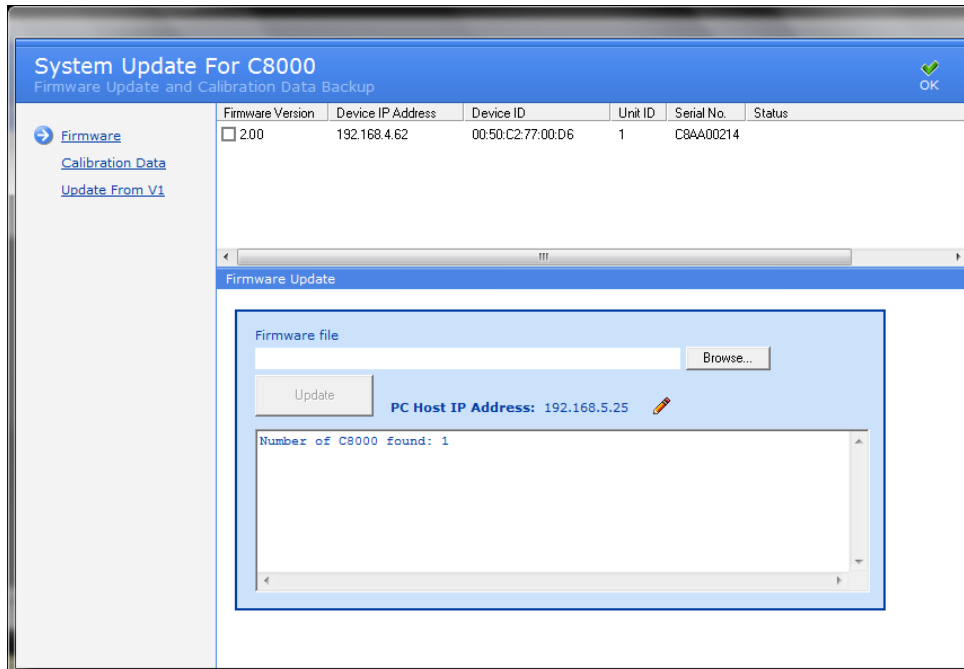 System Update For C8000
Firmware Update and Calibration Data Backup
OK
Firmware
Calibration Data
Update From V1
Firmware Version Device IP Address Device ID Unit ID Serial No. Status
2.00 192.168.4.62 00:50:C2:77:00:D6 1 C8AA00214
Firmware Update
Firmware file
Browse...
Update
PC Host IP Address: 192.168.5.25
Number of C8000 found: 1